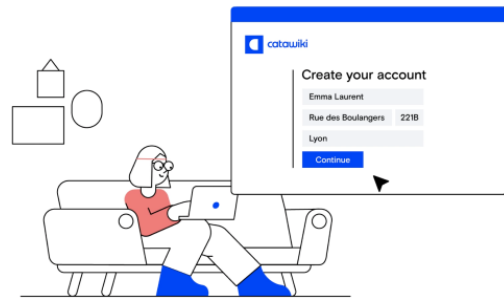 catawiki
Create your account
Emma Laurent
Rue des Boulangers 221B
Lyon
Continue